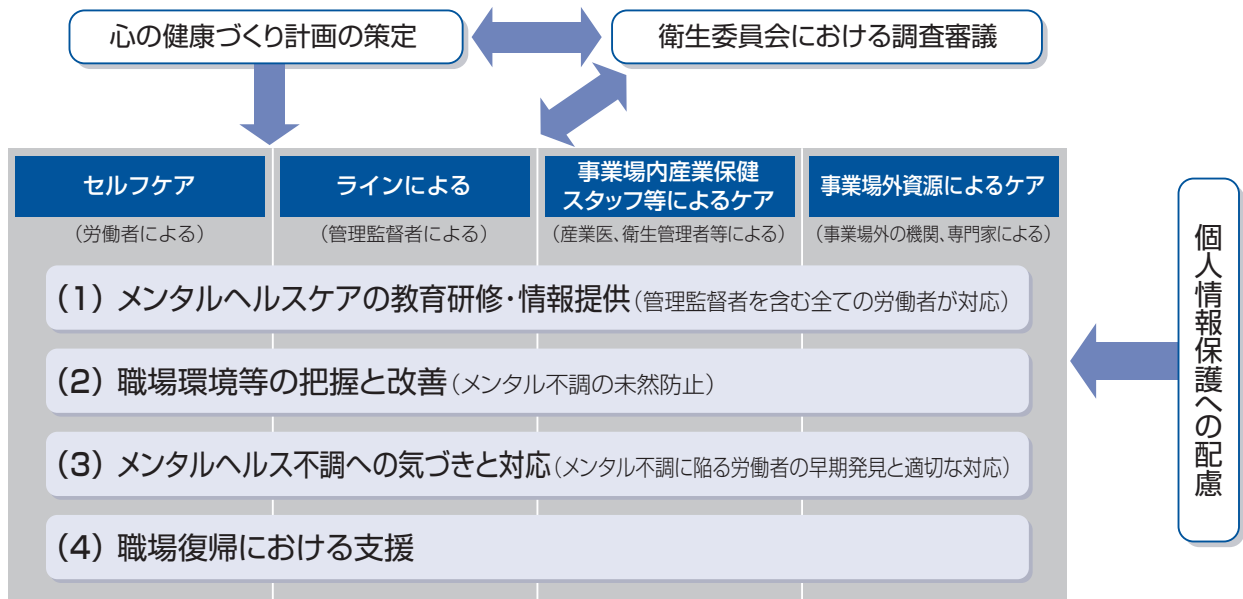 心の健康づくり計画の策定
衛生委員会における調査審議
セルフケア
(労働者による)
ラインによる
(管理監督者による)
事業場内産業保健
スタッフ等によるケア
(産業医、衛生管理者等による)
事業場外資源によるケア
(事業場外の機関、専門家による)
(1) メンタルヘルスケアの教育研修・情報提供(管理監督者を含む全ての労働者が対応)
(2) 職場環境等の把握と改善(メンタル不調の未然防止)
(3) メンタルヘルス不調への気づきと対応(メンタル不調に陥る労働者の早期発見と適切な対応)
(4) 職場復帰における支援
個人情報保護への配慮